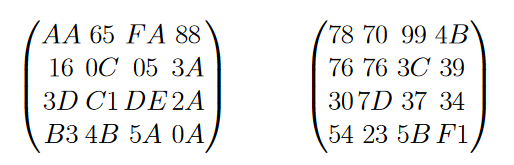 AA 65 FA 88 78 70 99 4B
16 0C 05 3A 76 76 3C 39
3D C1 DE 2A 30 7D 37 34
B3 4B 5A 0A 54 23 5B F1